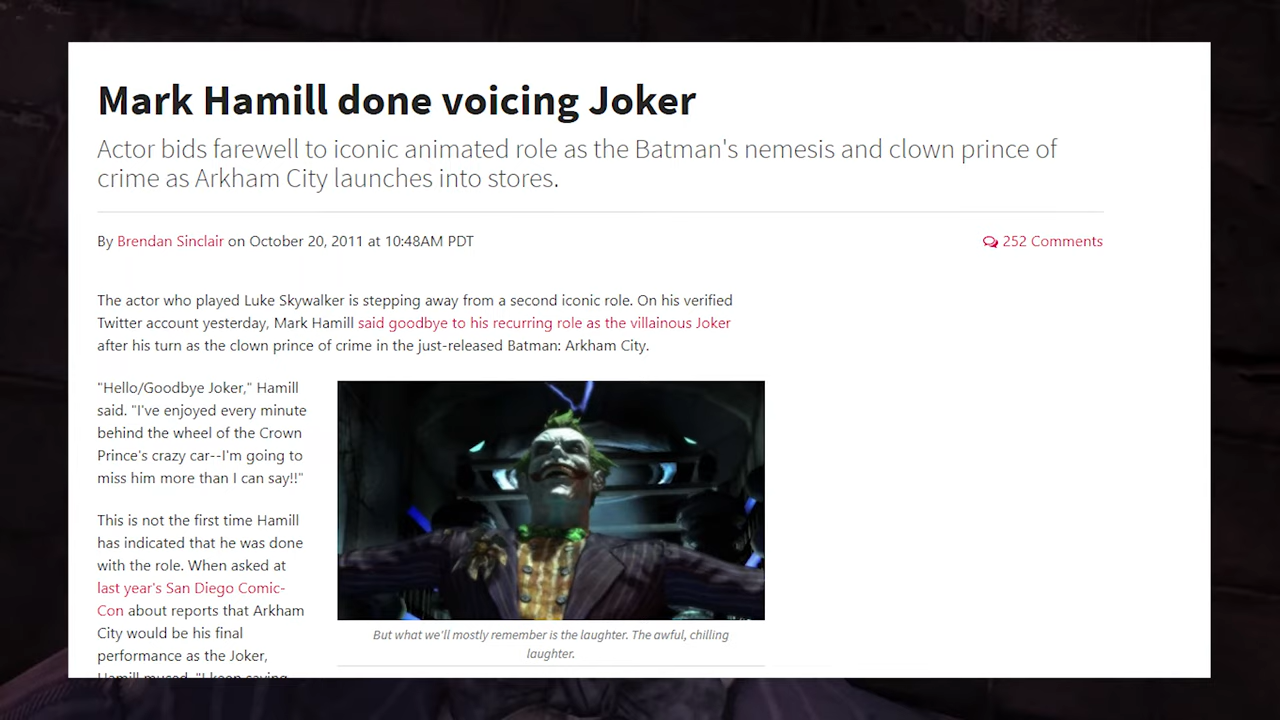 Mark Hamill done voicing Joker
Actor bids farewell to iconic animated role as the Batman's nemesis and clown prince of
crime as Arkham City launches into stores.
By Brendan Sinclair on October 20, 2011 at 10:48AM PDT
252 Comments
The actor who played Luke Skywalker is stepping away from a second iconic role. On his verified
Twitter account yesterday, Mark Hamill said goodbye to his recurring role as the villainous Joker
after his turn as the clown prince of crime in the just-released Batman: Arkham City.
"Hello/Goodbye Joker," Hamill
said. "I've enjoyed every minute
behind the wheel of the Crown
Prince's crazy car--I'm going to
miss him more than I can say!!"
This is not the first time Hamill
has indicated that he was done
with the role. When asked at
last year's San Diego Comic-
Con about reports that Arkham
City would be his final
performance as the Joker,
Hamill mused, "I keep saying
But what we'll mostly remember is the laughter. The awful, chilling
laughter.